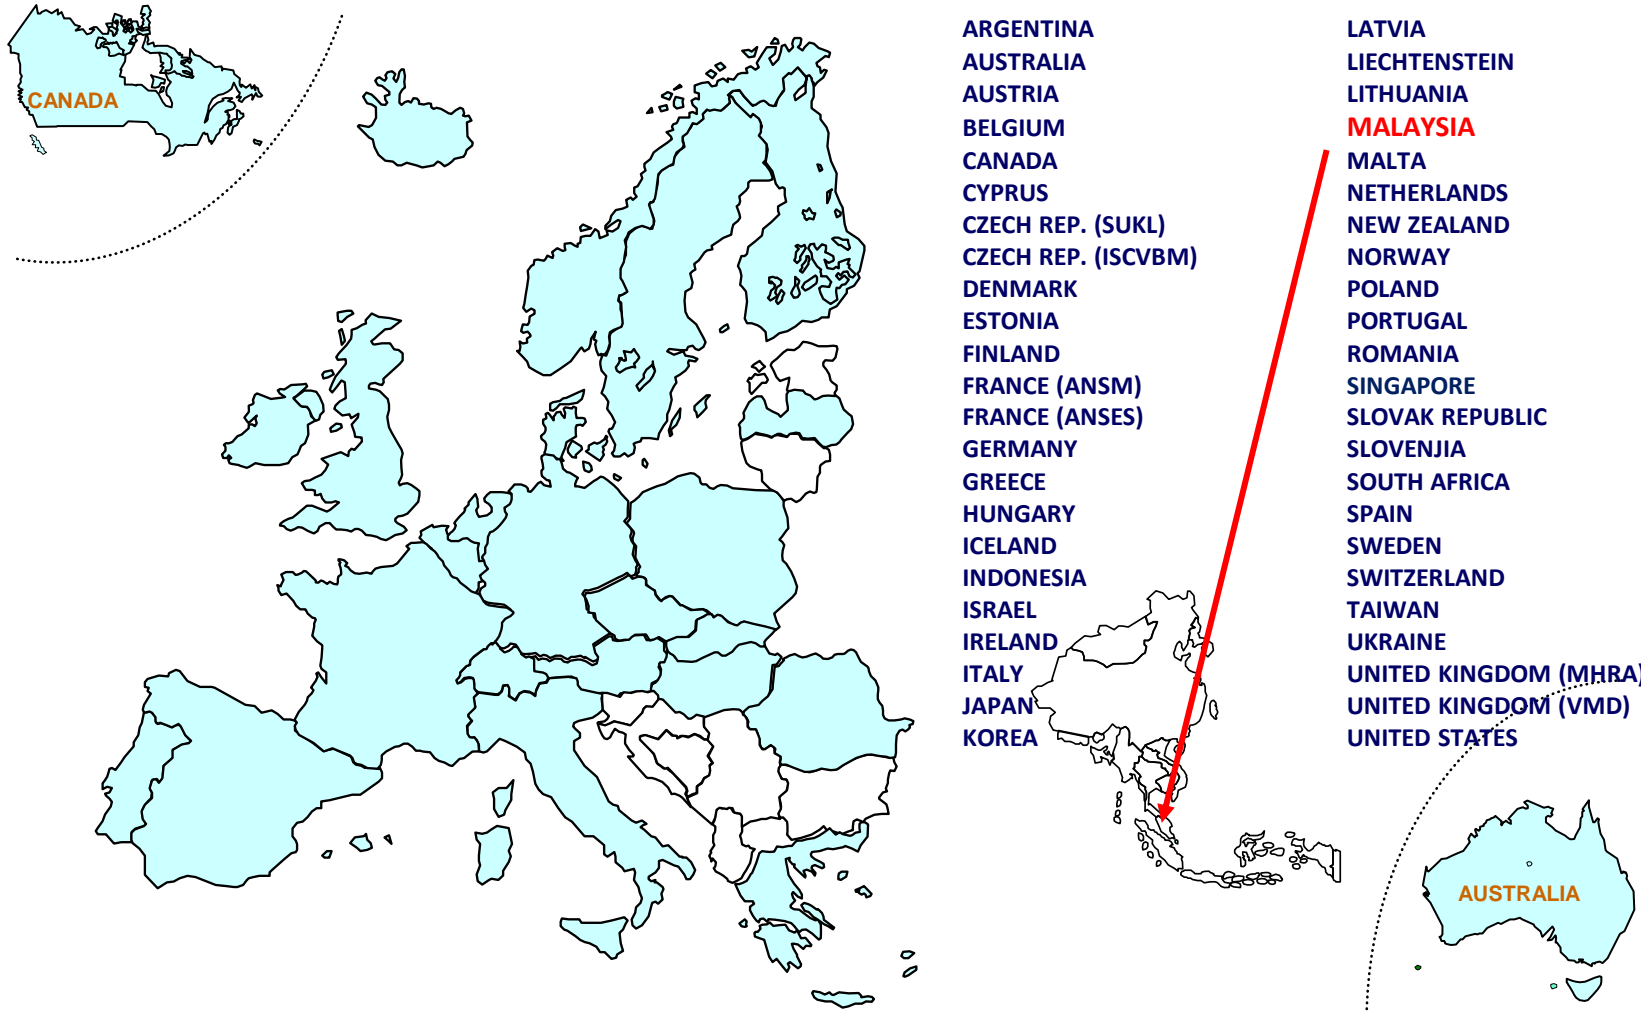 CANADA
ARGENTINA
AUSTRALIA
AUSTRIA
BELGIUM
CANADA
CYPRUS
CZECH REP. (SUKL)
CZECH REP. (ISCVBM)
DENMARK
ESTONIA
FINLAND
FRANCE (ANSM)
FRANCE (ANSES)
GERMANY
GREECE
HUNGARY
ICELAND
INDONESIA
ISRAEL
IRELAND
ITALY
JAPAN
KOREA
LATVIA
LIECHTENSTEIN
LITHUANIA
MALAYSIA
MALTA
NETHERLANDS
NEW ZEALAND
NORWAY
POLAND
PORTUGAL
ROMANIA
SINGAPORE
SLOVAK REPUBLIC
SLOVENJIA
SOUTH AFRICA
SPAIN
SWEDEN
SWITZERLAND
TAIWAN
UKRAINE
UNITED KINGDOM (MHRA)
UNITED KINGDOM (VMD)
UNITED STATES
AUSTRALIA